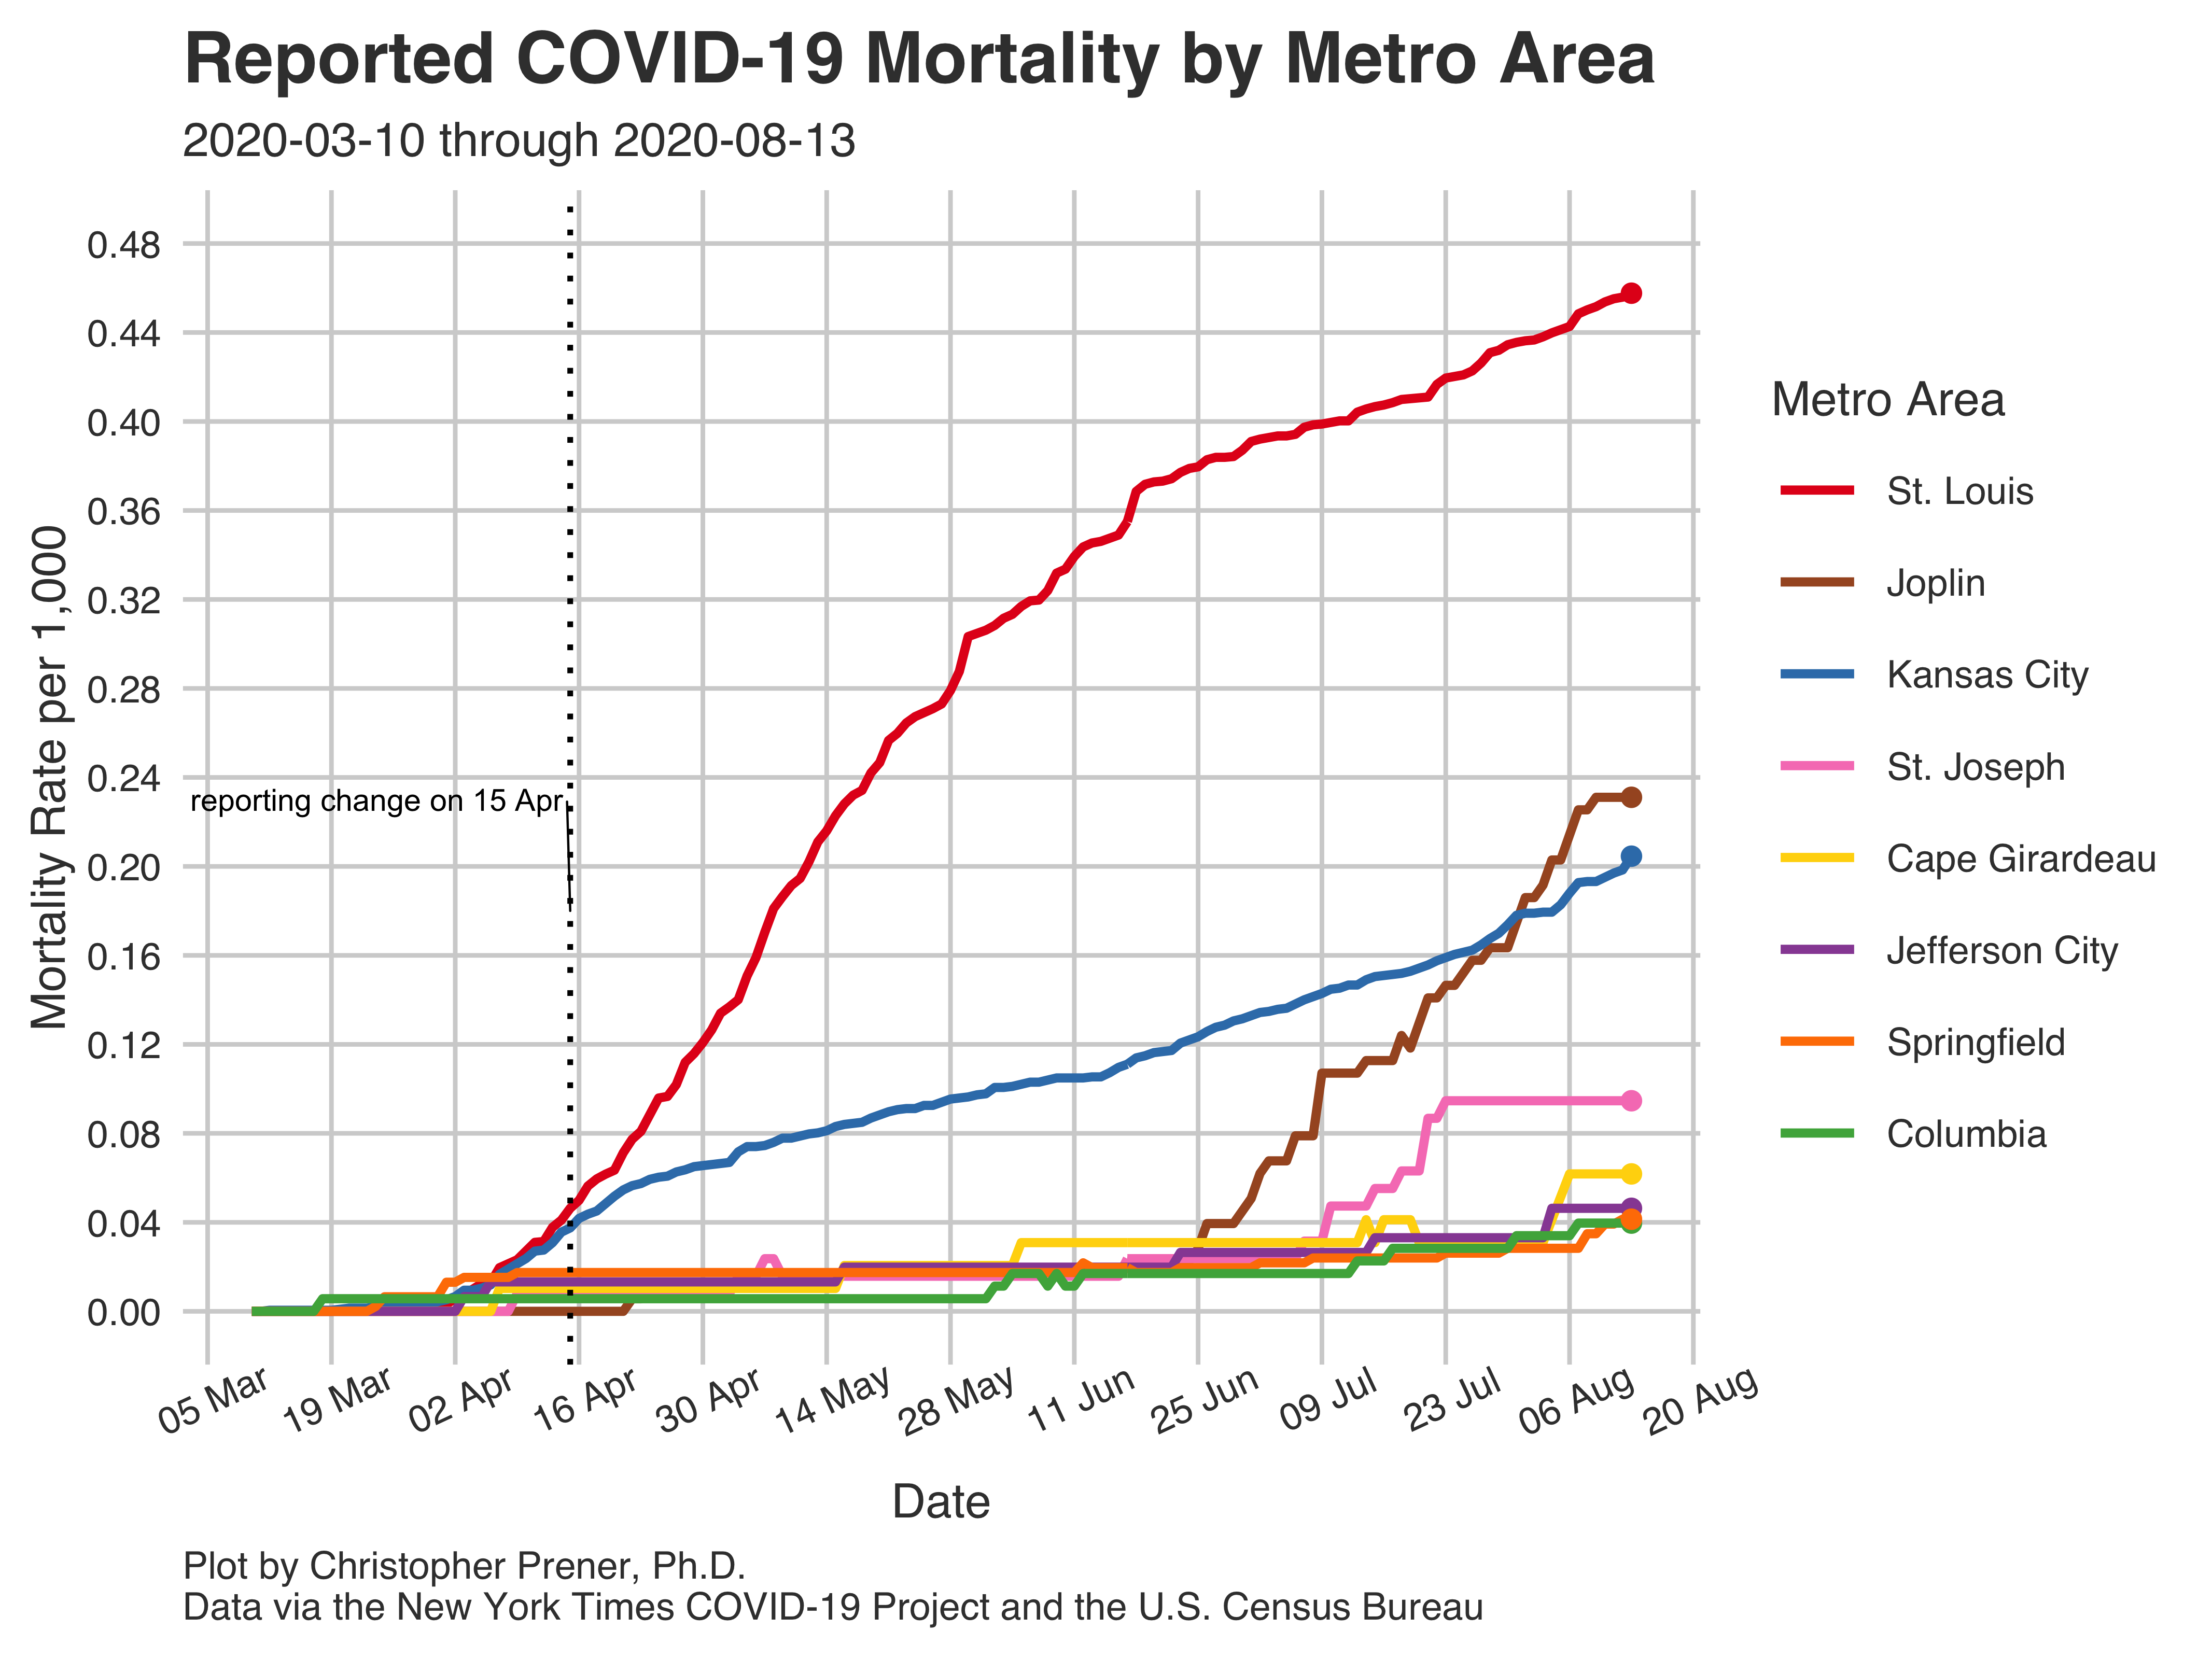 Reported COVID-19 Mortality by Metro Area
2020-03-10 through 2020-08-13
Mortality Rate per 1,000
0.48
0.44
0.40
0.36
0.32
0.28
0.24
0.20
0.16
0.12
0.08
0.04
0.00
reporting change on 15 Apr
05 Mar
19 Mar
02 Apr
16 Apr
30 Apr
14 May
28 May
11 Jun
25 Jun
09 Jul
23 Jul
06 Aug
20 Aug
Date
Metro Area
St. Louis
Joplin
Kansas City
St. Joseph
Cape Girardeau
Jefferson City
Springfield
Columbia
Plot by Christopher Prener, Ph.D.
Data via the New York Times COVID-19 Project and the U.S. Census Bureau